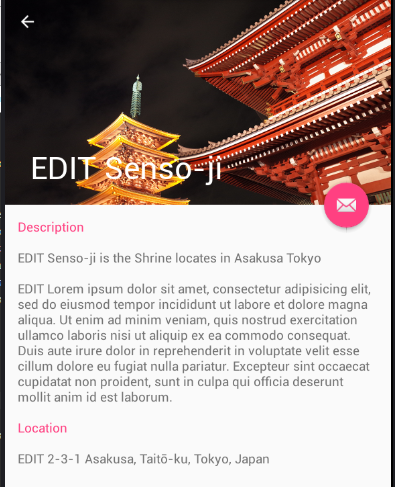 EDIT Senso-ji
Description
EDIT Senso-ji is the Shrine locates in Asakusa Tokyo
EDIT Lorem ipsum dolor sit amet, consectetur adipisicing elit,
sed do eiusmod tempor incididunt ut labore et dolore magna
aliqua. Ut enim ad minim veniam, quis nostrud exercitation
ullamco laboris nisi ut aliquip ex ea commodo consequat.
Duis aute irure dolor in reprehenderit in voluptate velit esse
cillum dolore eu fugiat nulla pariatur. Excepteur sint occaecat
cupidatat non proident, sunt in culpa qui officia deserunt
mollit anim id est laborum.
Location
EDIT 2-3-1 Asakusa, Taitō-ku, Tokyo, Japan